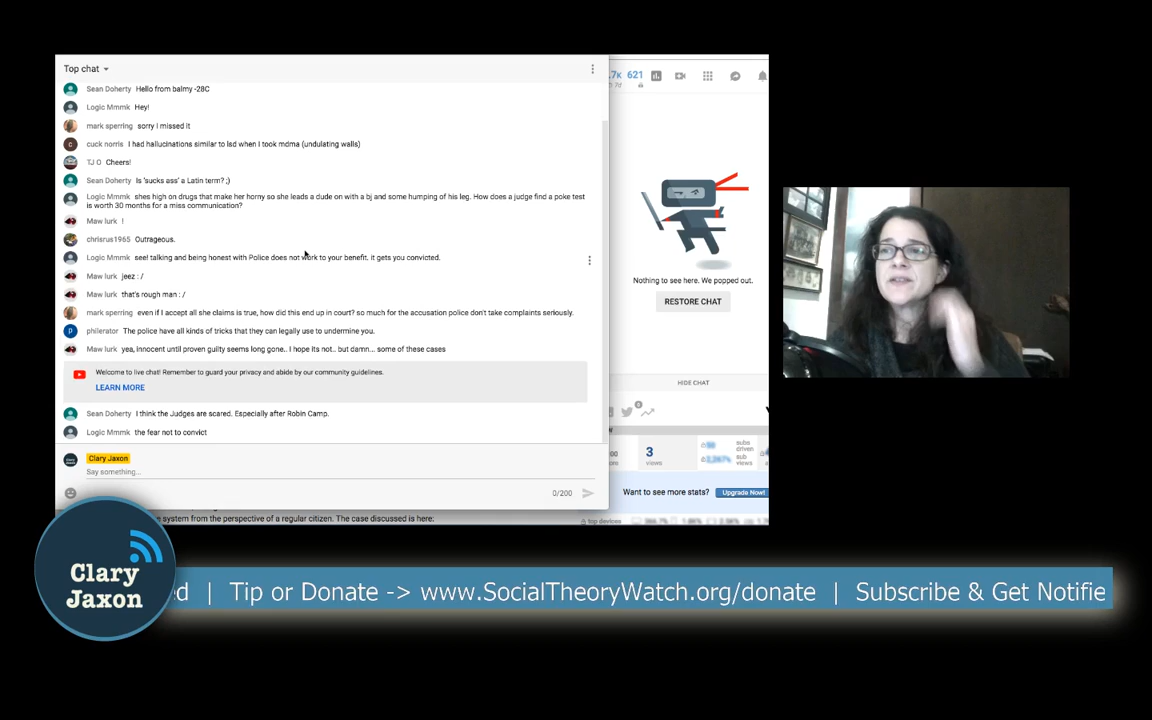 Top chat
Sean Doherty Hello from balmy -28C
Logic Mmmk Hey!
mark sperring sorry I missed it
cuck norris I had hallucinations similar to lsd when I took mdma (undulating walls)
TJ O Cheers!
Sean Doherty Is 'sucks ass' a Latin term? ;)
Logic Mmmk shes high on drugs that make her horny so she leads a dude on with a bj and some humping of his leg. How does a judge find a poke test
is worth 30 months for a miss communication?
Maw lurk !
chrisrus1965 Outrageous.
Logic Mmmk see! talking and being honest with Police does not work to your benefit. it gets you convicted.
Maw lurk jeez : /
Maw lurk that's rough man : /
mark sperring even if I accept all she claims is true, how did this end up in court? so much for the accusation police don't take complaints seriously.
philerator The police have all kinds of tricks that they can legally use to undermine you.
Maw lurk yea, innocent until proven guilty seems long gone.. I hope its not.. but damn... some of these cases
Welcome to live chat! Remember to guard your privacy and abide by our community guidelines.
LEARN MORE
Sean Doherty I think the Judges are scared. Especially after Robin Camp.
Logic Mmmk the fear not to convict
Clary Jaxon
Say something...
0/200
e system from the perspective of a regular citizen. The case discussed is here:
.7K 621
7d
Nothing to see here. We popped out.
RESTORE CHAT
HIDE CHAT
3
views
subs
driven
sub
views
Want to see more stats? Upgrade Now!
top devices
Clary
Jaxon
ed | Tip or Donate -> www.SocialTheoryWatch.org/donate | Subscribe & Get Notifie